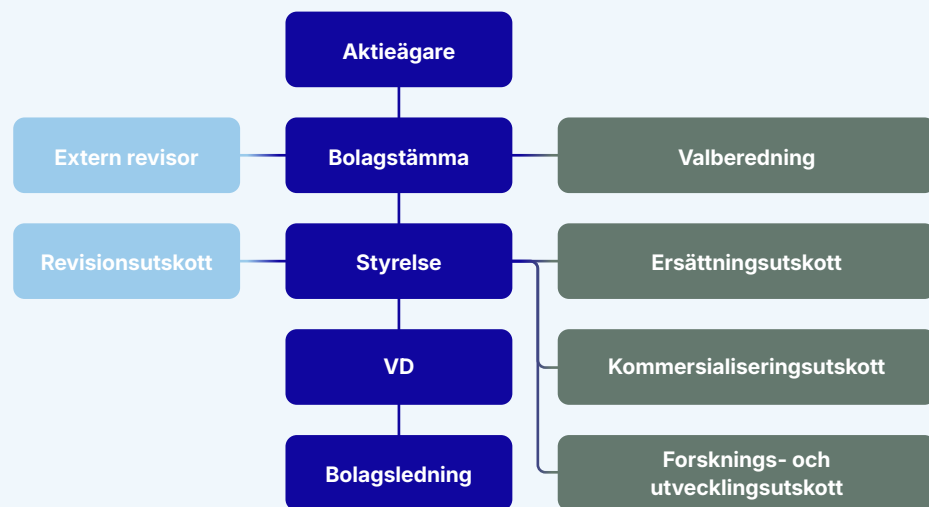 Aktieägare
Extern revisor
Bolagstämma
Valberedning
Revisionsutskott
Styrelse
Ersättningsutskott
VD
Kommersialiseringsutskott
Bolagsledning
Forsknings- och
utvecklingsutskott